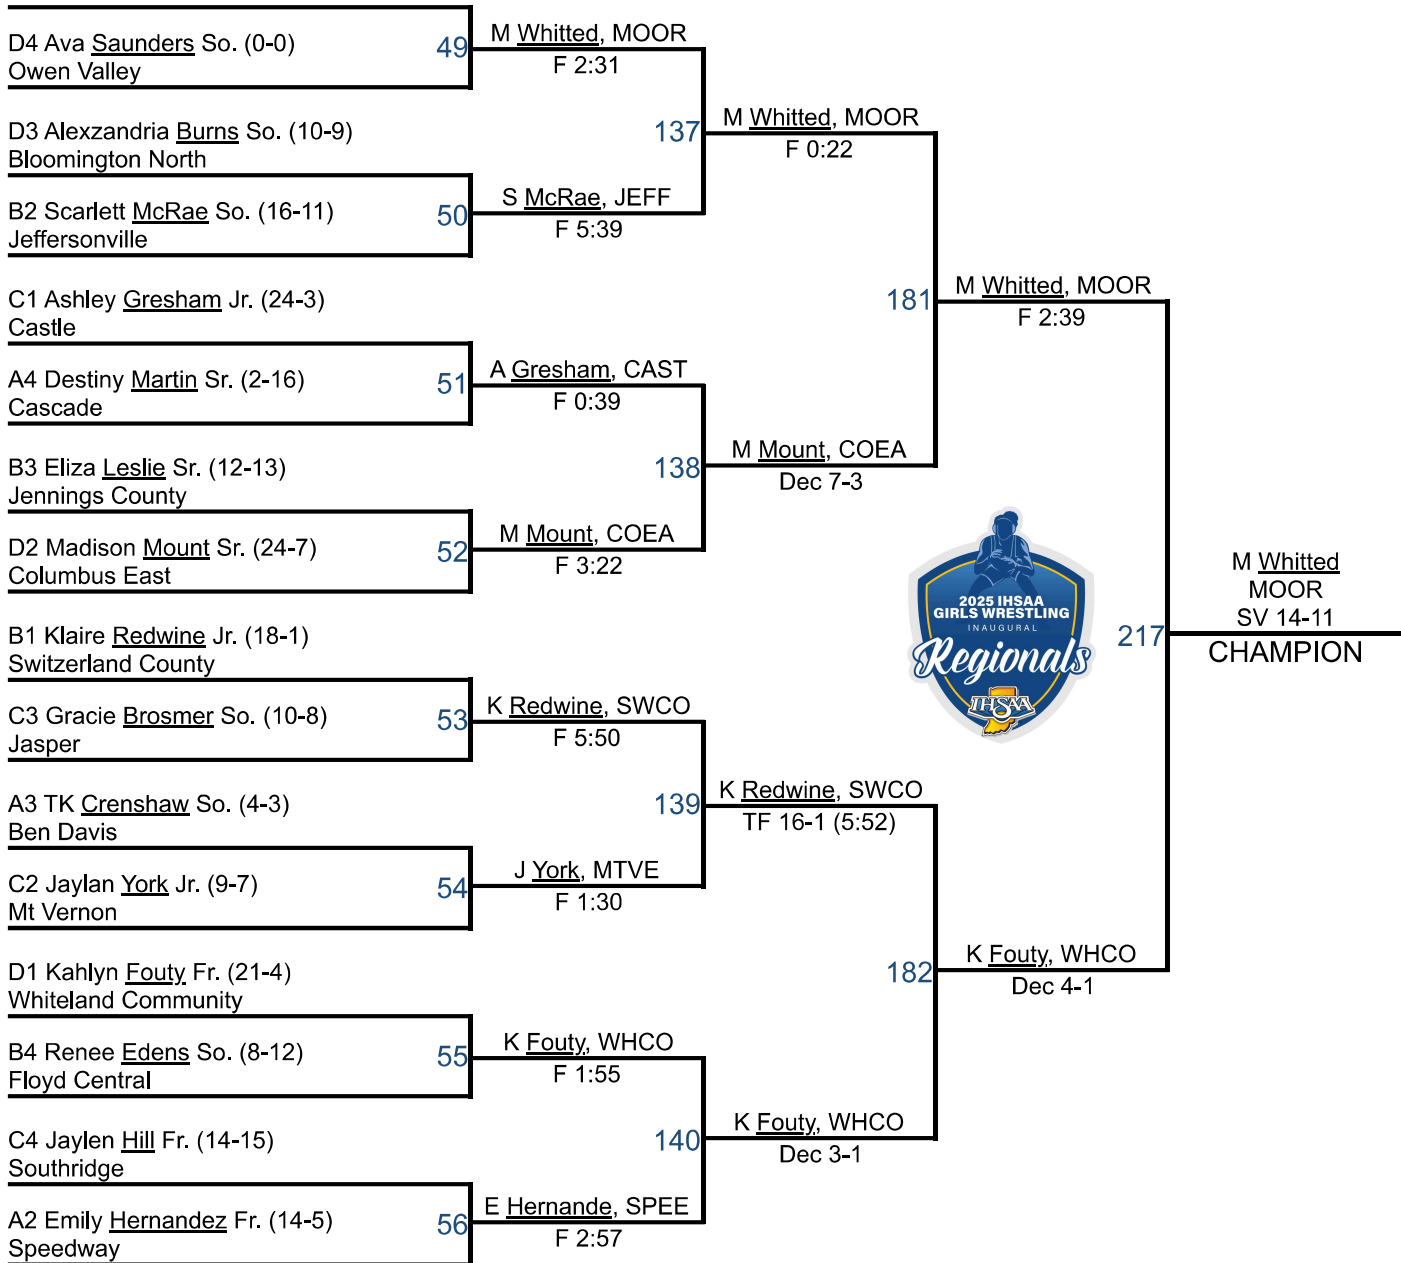 D4 Ava Saunders So. (0-0)
Owen Valley
49
M Whitted, MOOR
F 2:31
D3 Alexzandria Burns So. (10-9)
Bloomington North
137
M Whitted, MOOR
F 0:22
B2 Scarlett McRae So. (16-11)
Jeffersonville
50
S McRae, JEFF
F 5:39
C1 Ashley Gresham Jr. (24-3)
Castle
181
M Whitted, MOOR
F 2:39
A4 Destiny Martin Sr. (2-16)
Cascade
51
A Gresham, CAST
F 0:39
B3 Eliza Leslie Sr. (12-13)
Jennings County
138
M Mount, COEA
Dec 7-3
D2 Madison Mount Sr. (24-7)
Columbus East
52
M Mount, COEA
F 3:22
2025 IHSAA
GIRLS WRESTLING
INAUGURAL
Regionals
IHSAA
217
M Whitted
MOOR
SV 14-11
CHAMPION
B1 Klaire Redwine Jr. (18-1)
Switzerland County
C3 Gracie Brosmer So. (10-8)
Jasper
53
K Redwine, SWCO
F 5:50
A3 TK Crenshaw So. (4-3)
Ben Davis
139
K Redwine, SWCO
TF 16-1 (5:52)
C2 Jaylan York Jr. (9-7)
Mt Vernon
54
J York, MTVE
F 1:30
D1 Kahlyn Fouty Fr. (21-4)
Whiteland Community
182
K Fouty, WHCO
Dec 4-1
B4 Renee Edens So. (8-12)
Floyd Central
55
K Fouty, WHCO
F 1:55
C4 Jaylen Hill Fr. (14-15)
Southridge
140
K Fouty, WHCO
Dec 3-1
A2 Emily Hernandez Fr. (14-5)
Speedway
56
E Hernande, SPEE
F 2:57